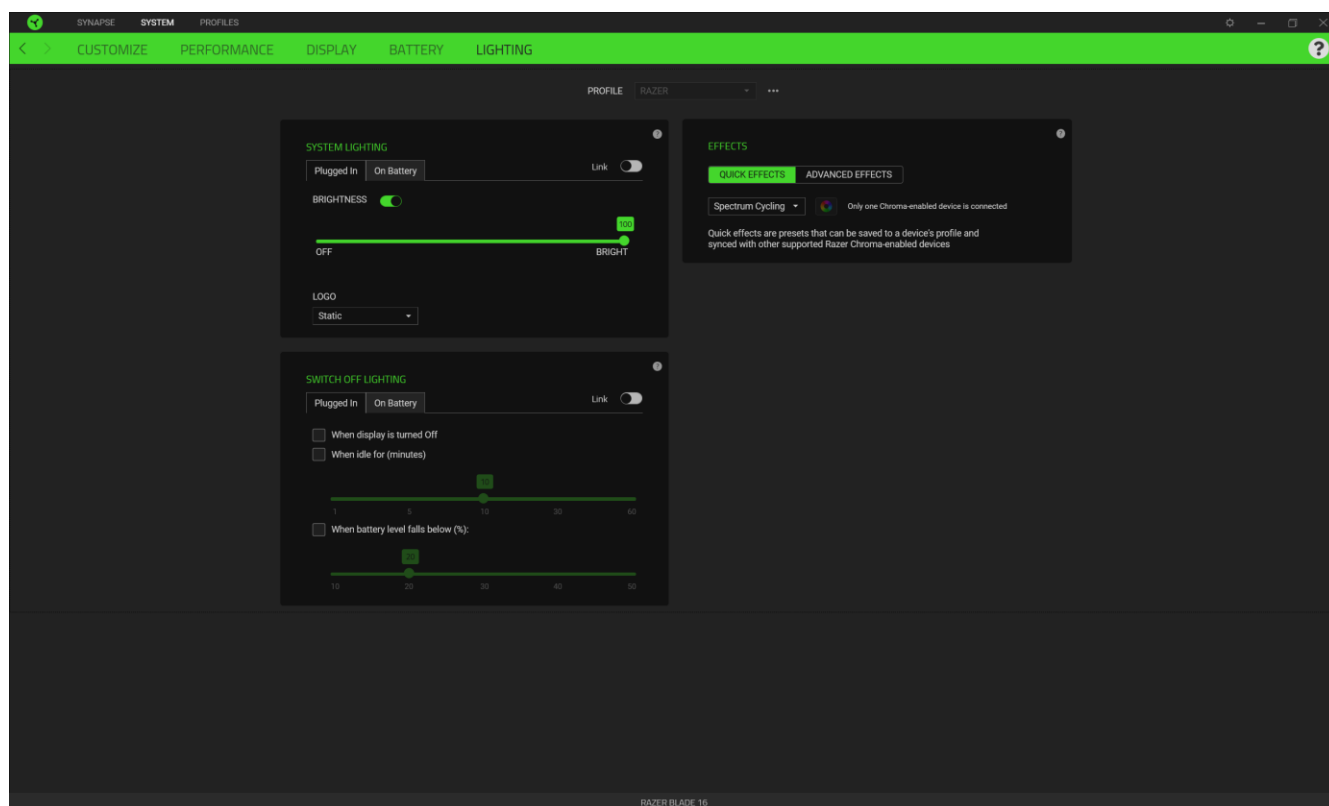 SYNAPSE SYSTEM PROFILES
CUSTOMIZE PERFORMANCE DISPLAY BATTERY LIGHTING
?
PROFILE RAZER
?
SYSTEM LIGHTING
Plugged In On Battery Link
BRIGHTNESS
100
OFF BRIGHT
LOGO
Static
?
SWITCH OFF LIGHTING
Plugged In On Battery Link
When display is turned Off
When idle for (minutes)
10
1 5 10 30 60
When battery level falls below (%):
20
10 20 30 40 50
?
EFFECTS
QUICK EFFECTS ADVANCED EFFECTS
Spectrum Cycling Only one Chroma-enabled device is connected
Quick effects are presets that can be saved to a device's profile and
synced with other supported Razer Chroma-enabled devices
RAZER BLADE 16